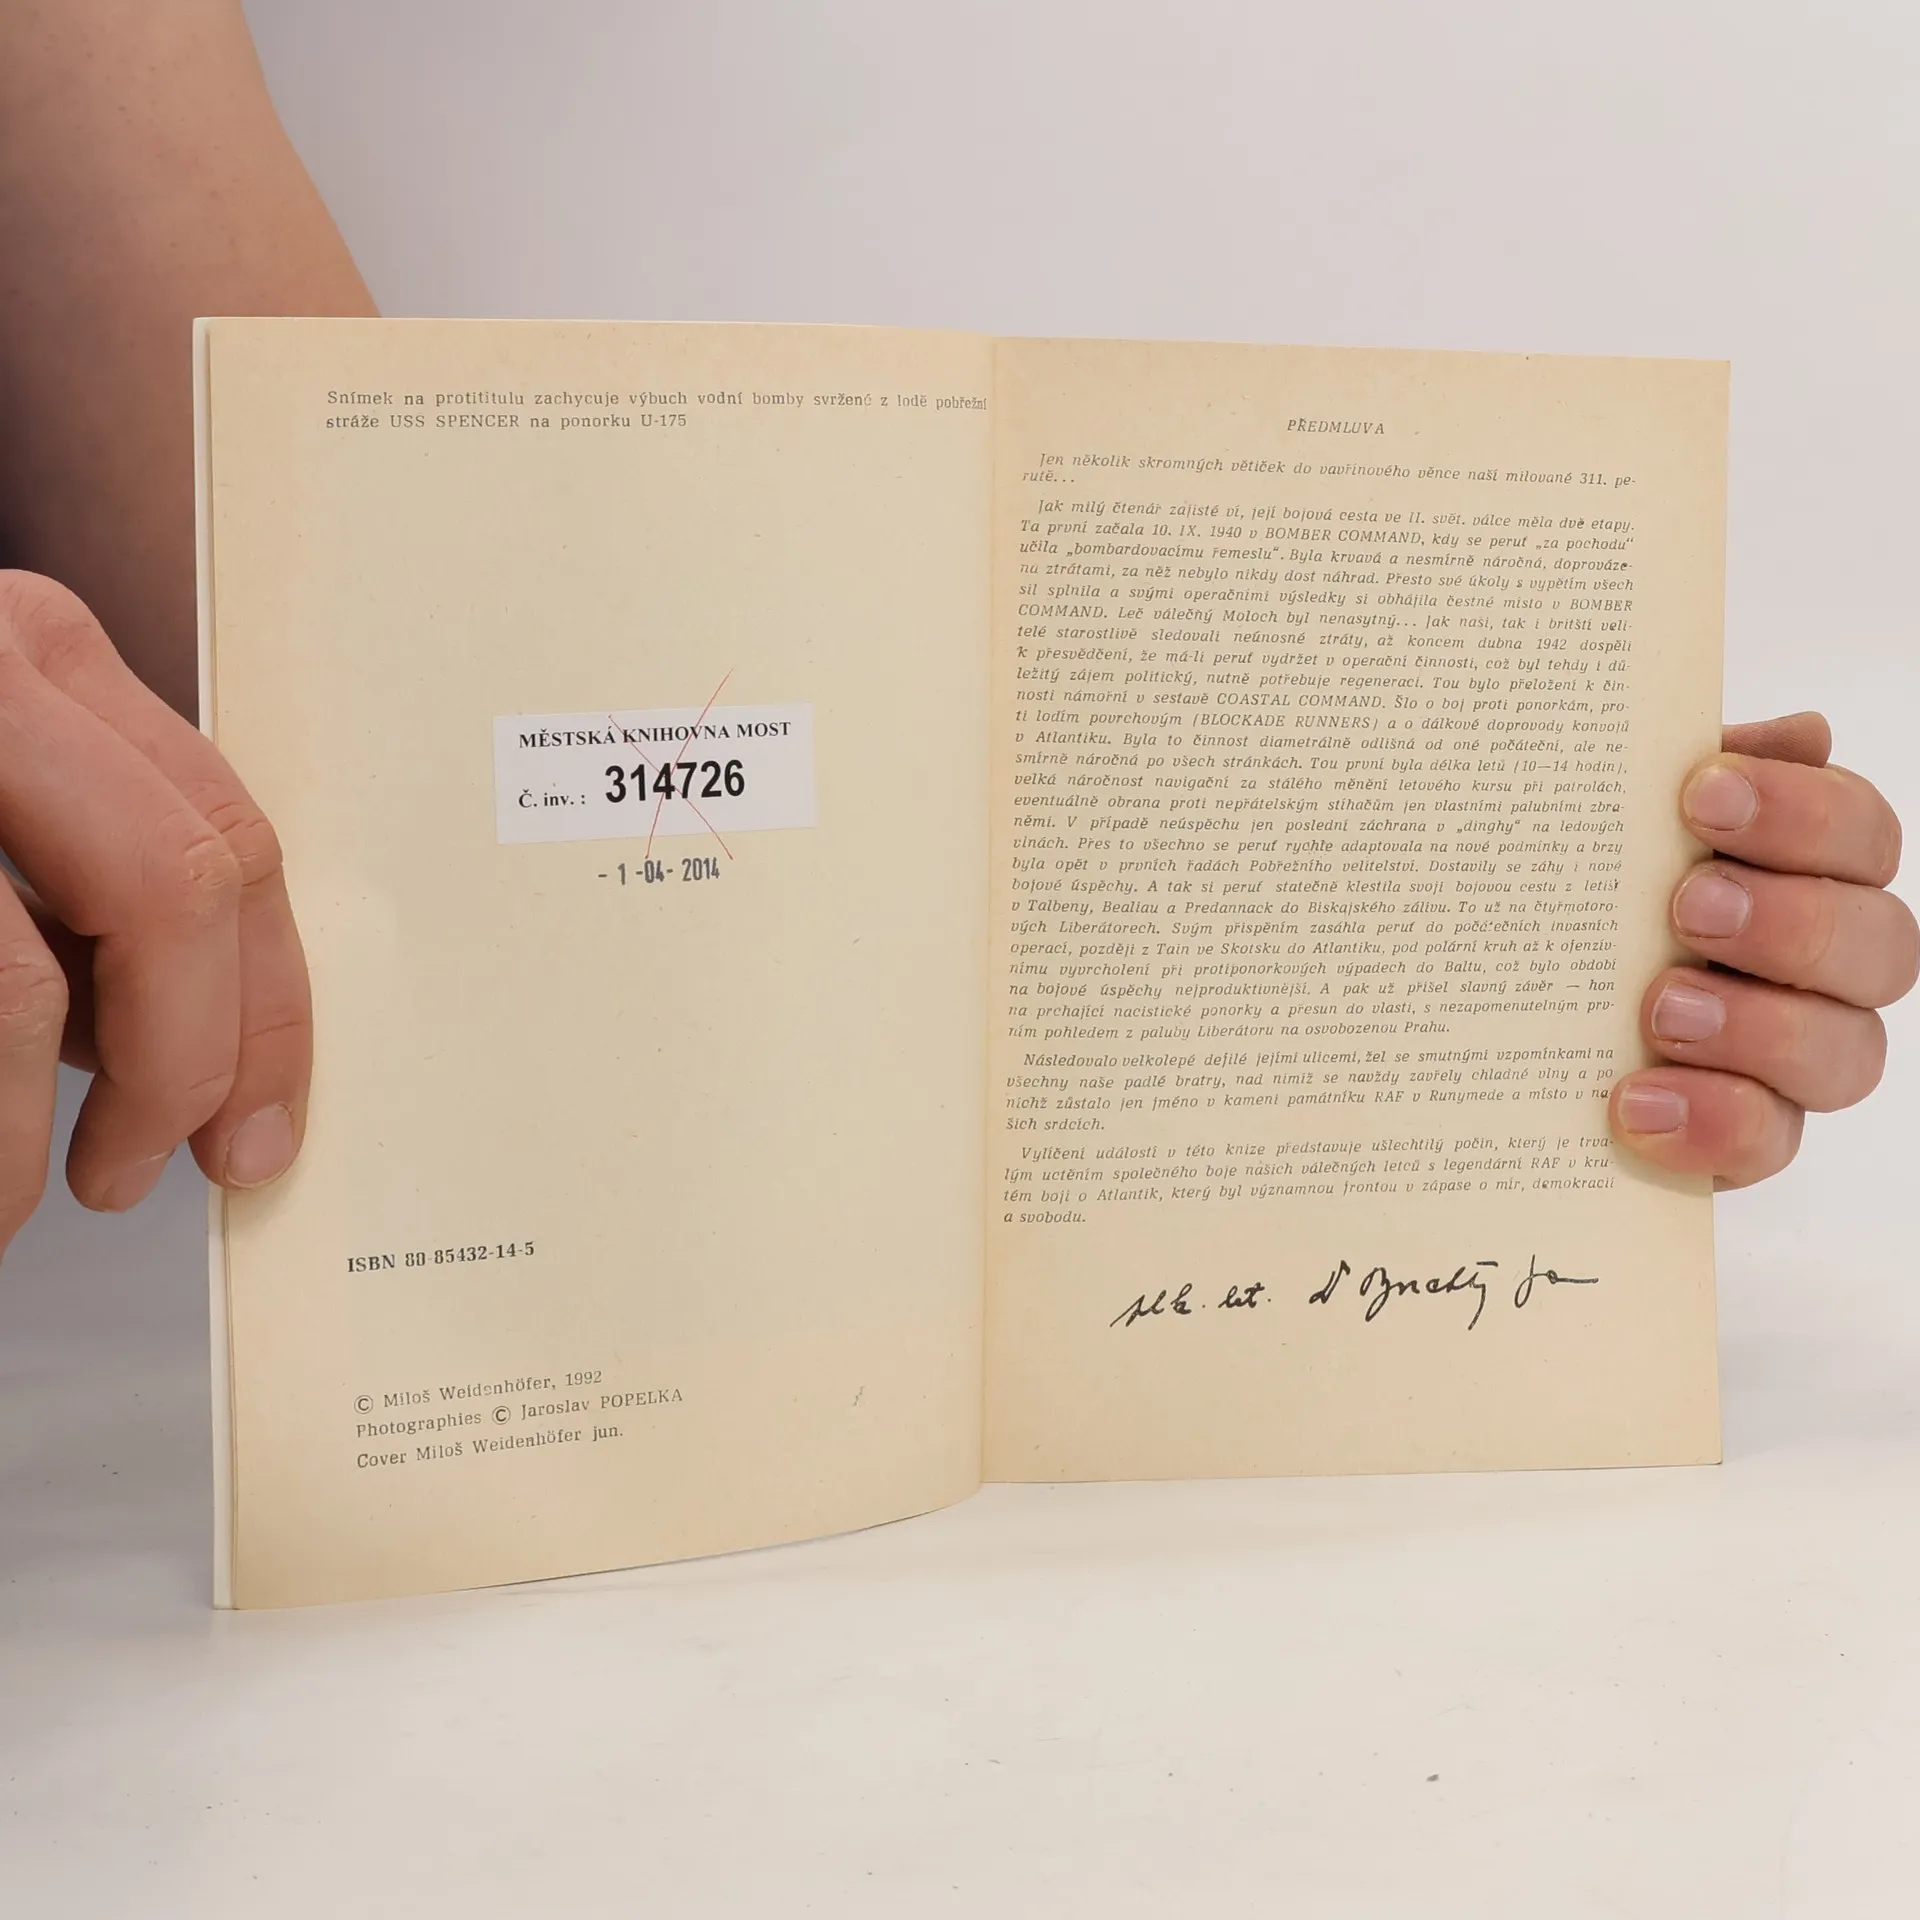 Snímek na protititulu zachycuje výbuch vodní bomby svržené z lodě pobřežní
stráže USS SPENCER na ponorku U-175
MĚSTSKÁ KNIHOVNA MOST
Č. inv.: 314726
- 1 -04- 2014
ISBN 80-85432-14-5
© Miloš Weidenhöfer, 1992
Photographies © Jaroslav POPELKA
Cover Miloš Weidenhöfer jun.
PŘEDMLUVA
Jen několik skromných větiček do vavřínového věnce naší milované 311. pe-
rutě...
Jak milý čtenář zajisté ví, její bojová cesta ve II. svět. válce měla dvě etapy.
Ta první začala 10. IX. 1940 v BOMBER COMMAND, kdy se peruť „za pochodu“
učila „bombardovacímu řemeslu“. Byla krvavá a nesmírně náročná, doprováze-
na ztrátami, za něž nebylo nikdy dost náhrad. Přesto své úkoly s vypětím všech
sil splnila a svými operačními výsledky si obhájila čestné místo v BOMBER
COMMAND. Leč válečný Moloch byl nenasytný... Jak naši, tak i britští veli-
telé starostlivě sledovali neúnosné ztráty, až koncem dubna 1942 dospěli
k přesvědčení, že má-li peruť vydržet v operační činnosti, což byl tehdy i dů-
ležitý zájem politický, nutně potřebuje regeneraci. Tou bylo přeložení k čin-
nosti námořní v sestavě COASTAL COMMAND. Šlo o boj proti ponorkám, pro-
ti lodím povrchovým (BLOCKADE RUNNERS) a o dálkové doprovody konvojů
v Atlantiku. Byla to činnost diametrálně odlišná od oné počáteční, ale ne-
smírně náročná po všech stránkách. Tou první byla délka letů (10—14 hodin),
velká náročnost navigační za stálého měnění letového kursu při patrolách,
eventuálně obrana proti nepřátelským stíhačům jen vlastními palubními zbra-
němi. V případě neúspěchu jen poslední záchrana v „dinghy“ na ledových
vlnách. Přes to všechno se peruť rychle adaptovala na nové podmínky a brzy
byla opět v prvních řadách Pobřežního velitelství. Dostavily se záhy i nové
bojové úspěchy. A tak si peruť statečně klestila svoji bojovou cestu z letišť
v Talbeny, Bealiau a Predannack do Biskajského zálivu. To už na čtyřmotoro-
vých Liberátorech. Svým přispěním zasáhla peruť do počátečních invasních
operací, později z Tain ve Skotsku do Atlantiku, pod polární kruh až k ofenziv-
nímu vyvrcholení při protiponorkových výpadech do Baltu, což bylo období
na bojové úspěchy nejproduktivnější. A pak už přišel slavný závěr — hon
na prchající nacistické ponorky a přesun do vlasti, s nezapomenutelným prv-
ním pohledem z paluby Liberátoru na osvobozenou Prahu.
Následovalo velkolepé defilé jejími ulicemi, žel se smutnými vzpomínkami na
všechny naše padlé bratry, nad nimiž se navždy zavřely chladné vlny a po
nichž zůstalo jen jméno v kameni památníku RAF v Runymede a místo v na-
šich srdcích.
Vylíčení událostí v této knize představuje ušlechtilý počin, který je trva-
lým uctěním společného boje našich válečných letců s legendární RAF v kru-
tém boji o Atlantik, který byl významnou frontou v zápase o mír, demokracii
a svobodu.
plk. let.